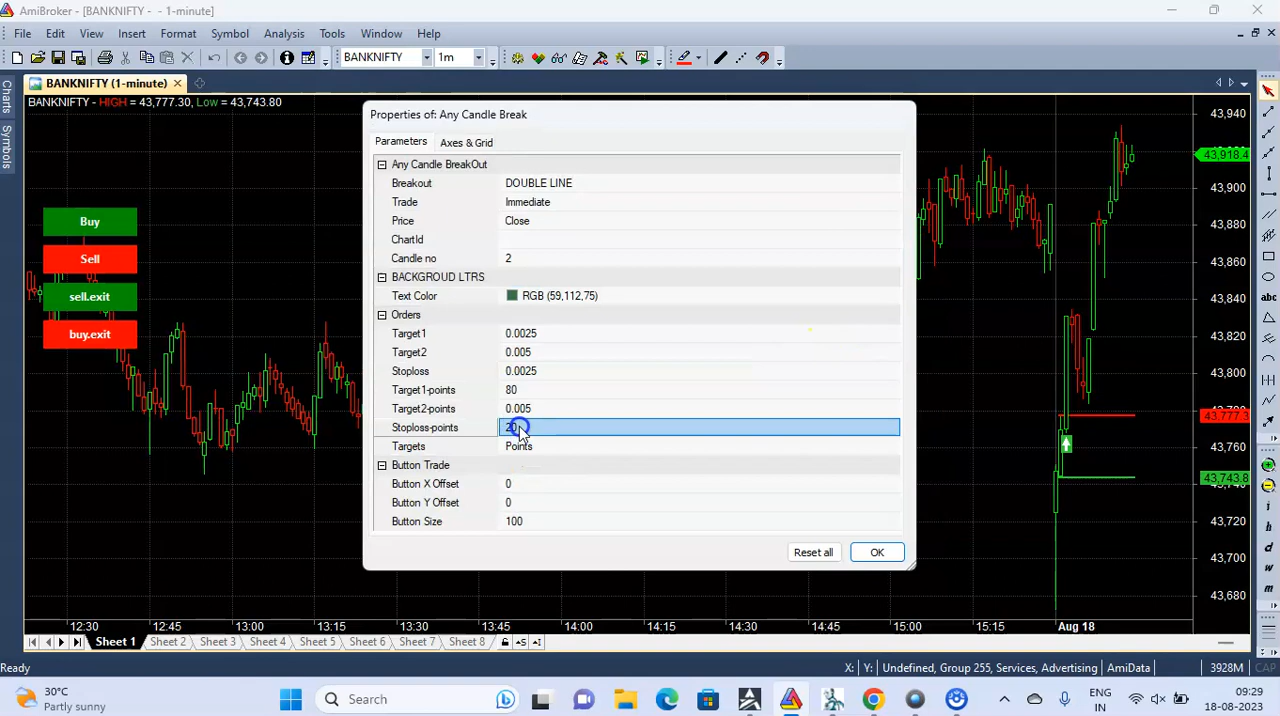 AmiBroker - [BANKNIFTY - - 1-minute)]
File Edit View Insert Format Symbol Analysis Tools Window Help
BANKNIFTY 1m
BANKNIFTY (1-minute)
Charts
Symbols
BANKNIFTY - HIGH = 43,777.30, Low = 43,743.80
Buy
Sell
sell.exit
buy.exit
Properties of: Any Candle Break
Parameters Axes & Grid
Any Candle BreakOut
Breakout DOUBLE LINE
Trade Immediate
Price Close
ChartId
Candle no 2
BACKGROUD LTRS
Text Color RGB (59,112,75)
Orders
Target1 0.0025
Target2 0.005
Stoploss 0.0025
Target1-points 80
Target2-points 0.005
Stoploss-points
Targets Points
Button Trade
Button X Offset 0
Button Y Offset 0
Button Size 100
Reset all OK
43,940
43,918.4
43,900
43,880
43,860
43,840
43,820
43,800
43,777.3
43,760
43,743.8
43,720
43,700
43,680
abc
12:30 12:45 13:00 13:15 13:30 13:45 14:00 14:15 14:30 14:45 15:00 15:15 Aug 18
Sheet 1 Sheet 2 Sheet 3 Sheet 4 Sheet 5 Sheet 6 Sheet 7 Sheet 8
Ready X: Y: Undefined, Group 255, Services, Advertising AmiData 3928M CAP
30°C
Partly sunny
Search
ENG
IN
09:29
18-08-2023